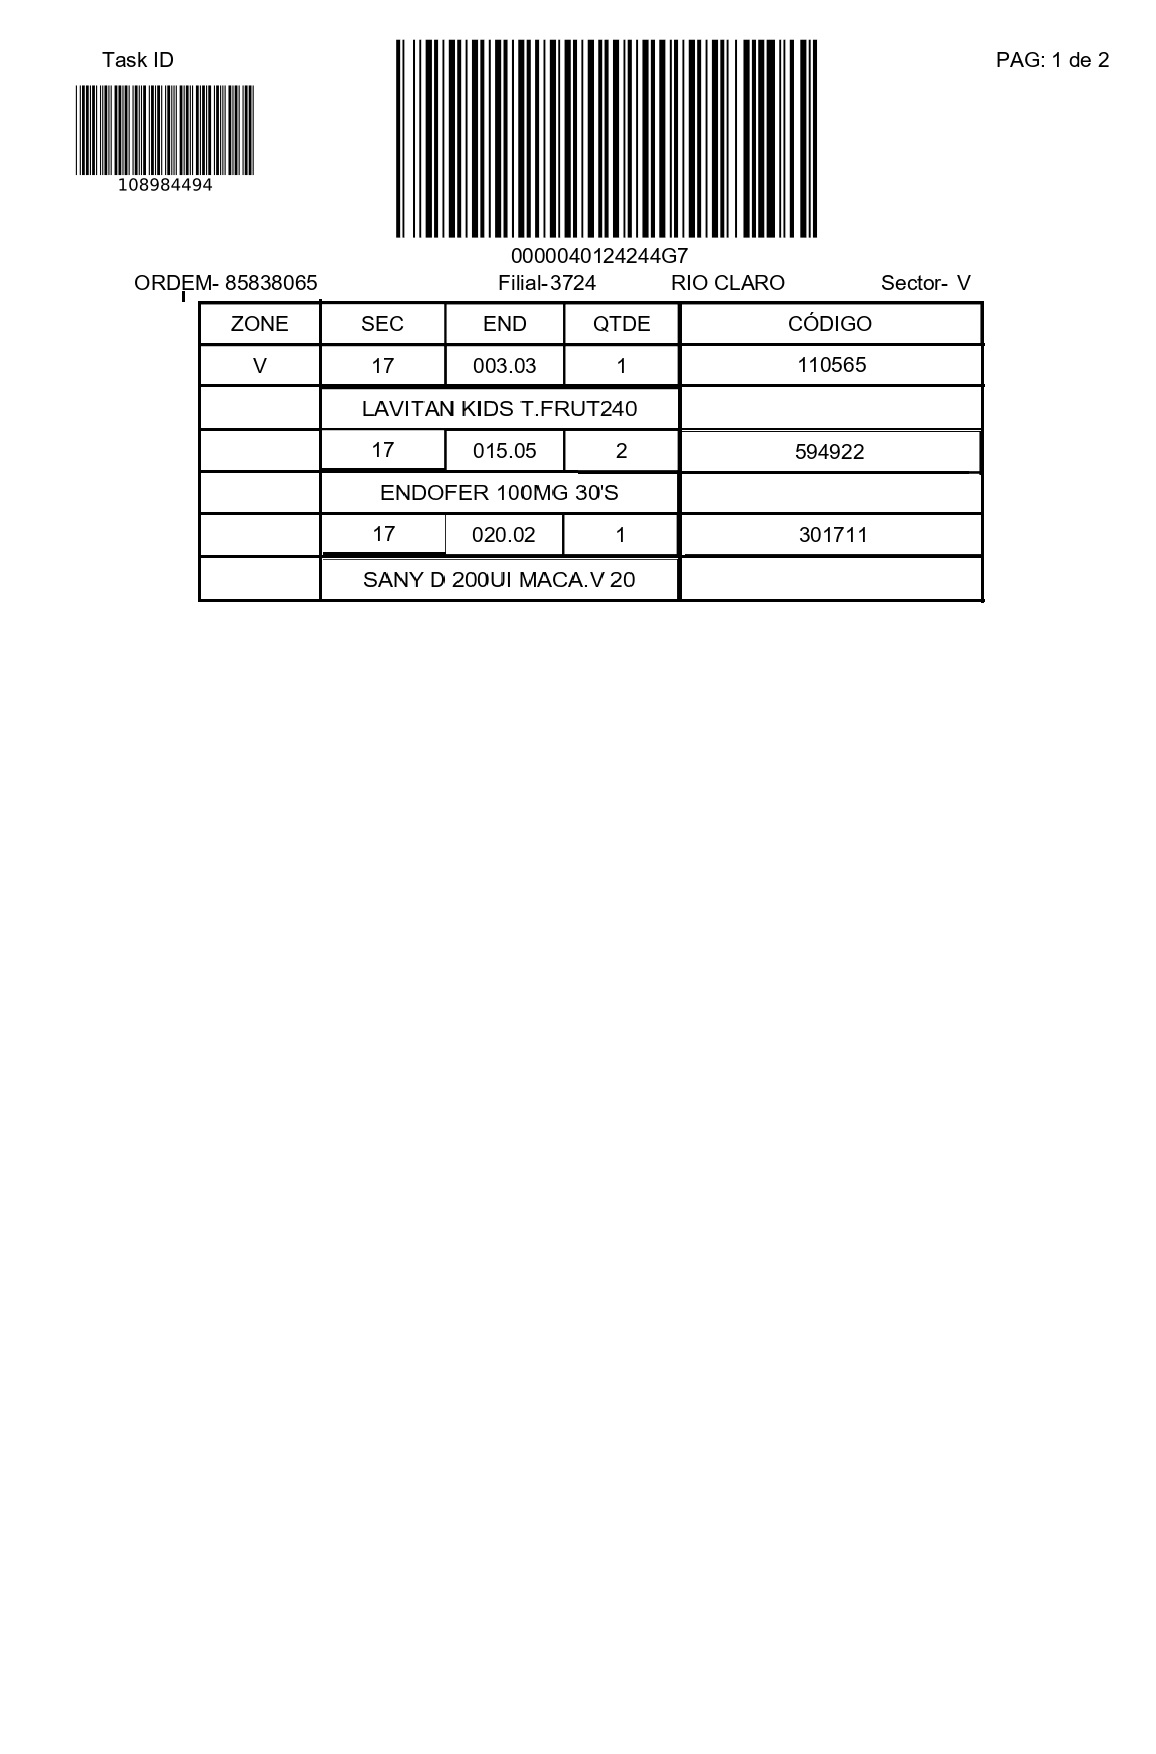 Task ID
PAG: 1 de 2
108984494
0000040124244G7
ORDEM- 85838065 Filial-3724 RIO CLARO Sector- V
ZONE SEC END QTDE CÓDIGO
V 17 003.03 1 110565
LAVITAN KIDS T.FRUT240
17 015.05 2 594922
ENDOFER 100MG 30'S
17 020.02 1 301711
SANY D 200UI MACA.V 20